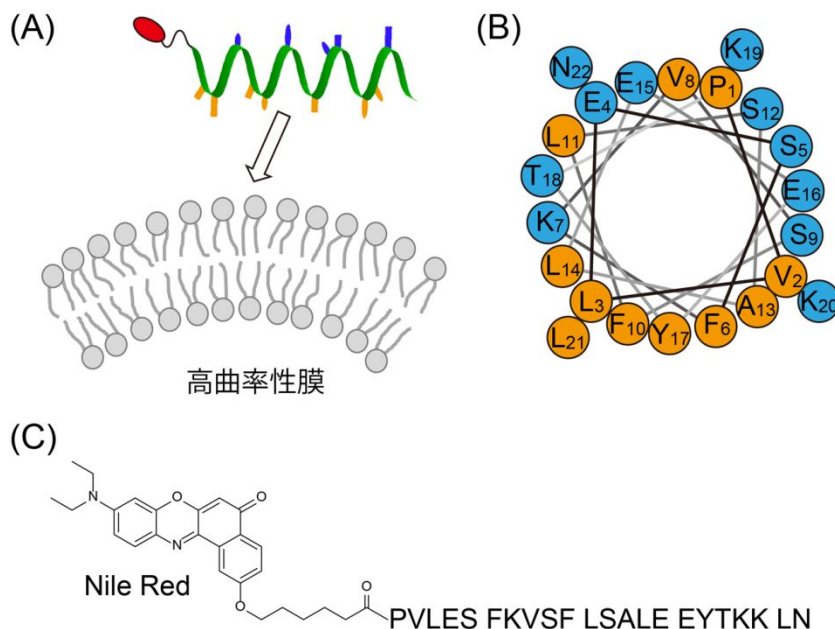 (A)
高曲率性膜
(B)
K19
N22
E15
V8
P1
E4
S12
L11
S5
T18
E16
K7
S9
L14
V2
L3
A13
K20
F10
Y17
F6
L21
(C)
O
N
O
N
O
Nile Red
O
O
PVLES FKVSF LSALE EYTKK LN